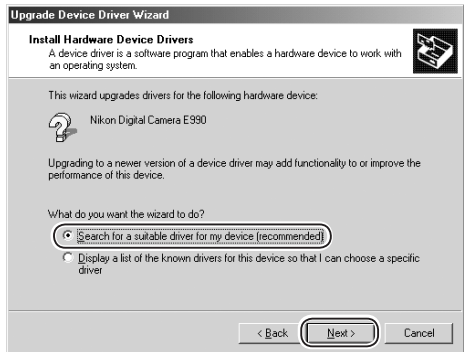 Upgrade Device Driver Wizard
Install Hardware Device Drivers
A device driver is a software program that enables a hardware device to work with
an operating system.
This wizard upgrades drivers for the following hardware device:
Nikon Digital Camera E990
Upgrading to a newer version of a device driver may add functionality to or improve the
performance of this device.
What do you want the wizard to do?
Search for a suitable driver for my device (recommended)
Display a list of the known drivers for this device so that I can choose a specific
driver
< Back Next > Cancel